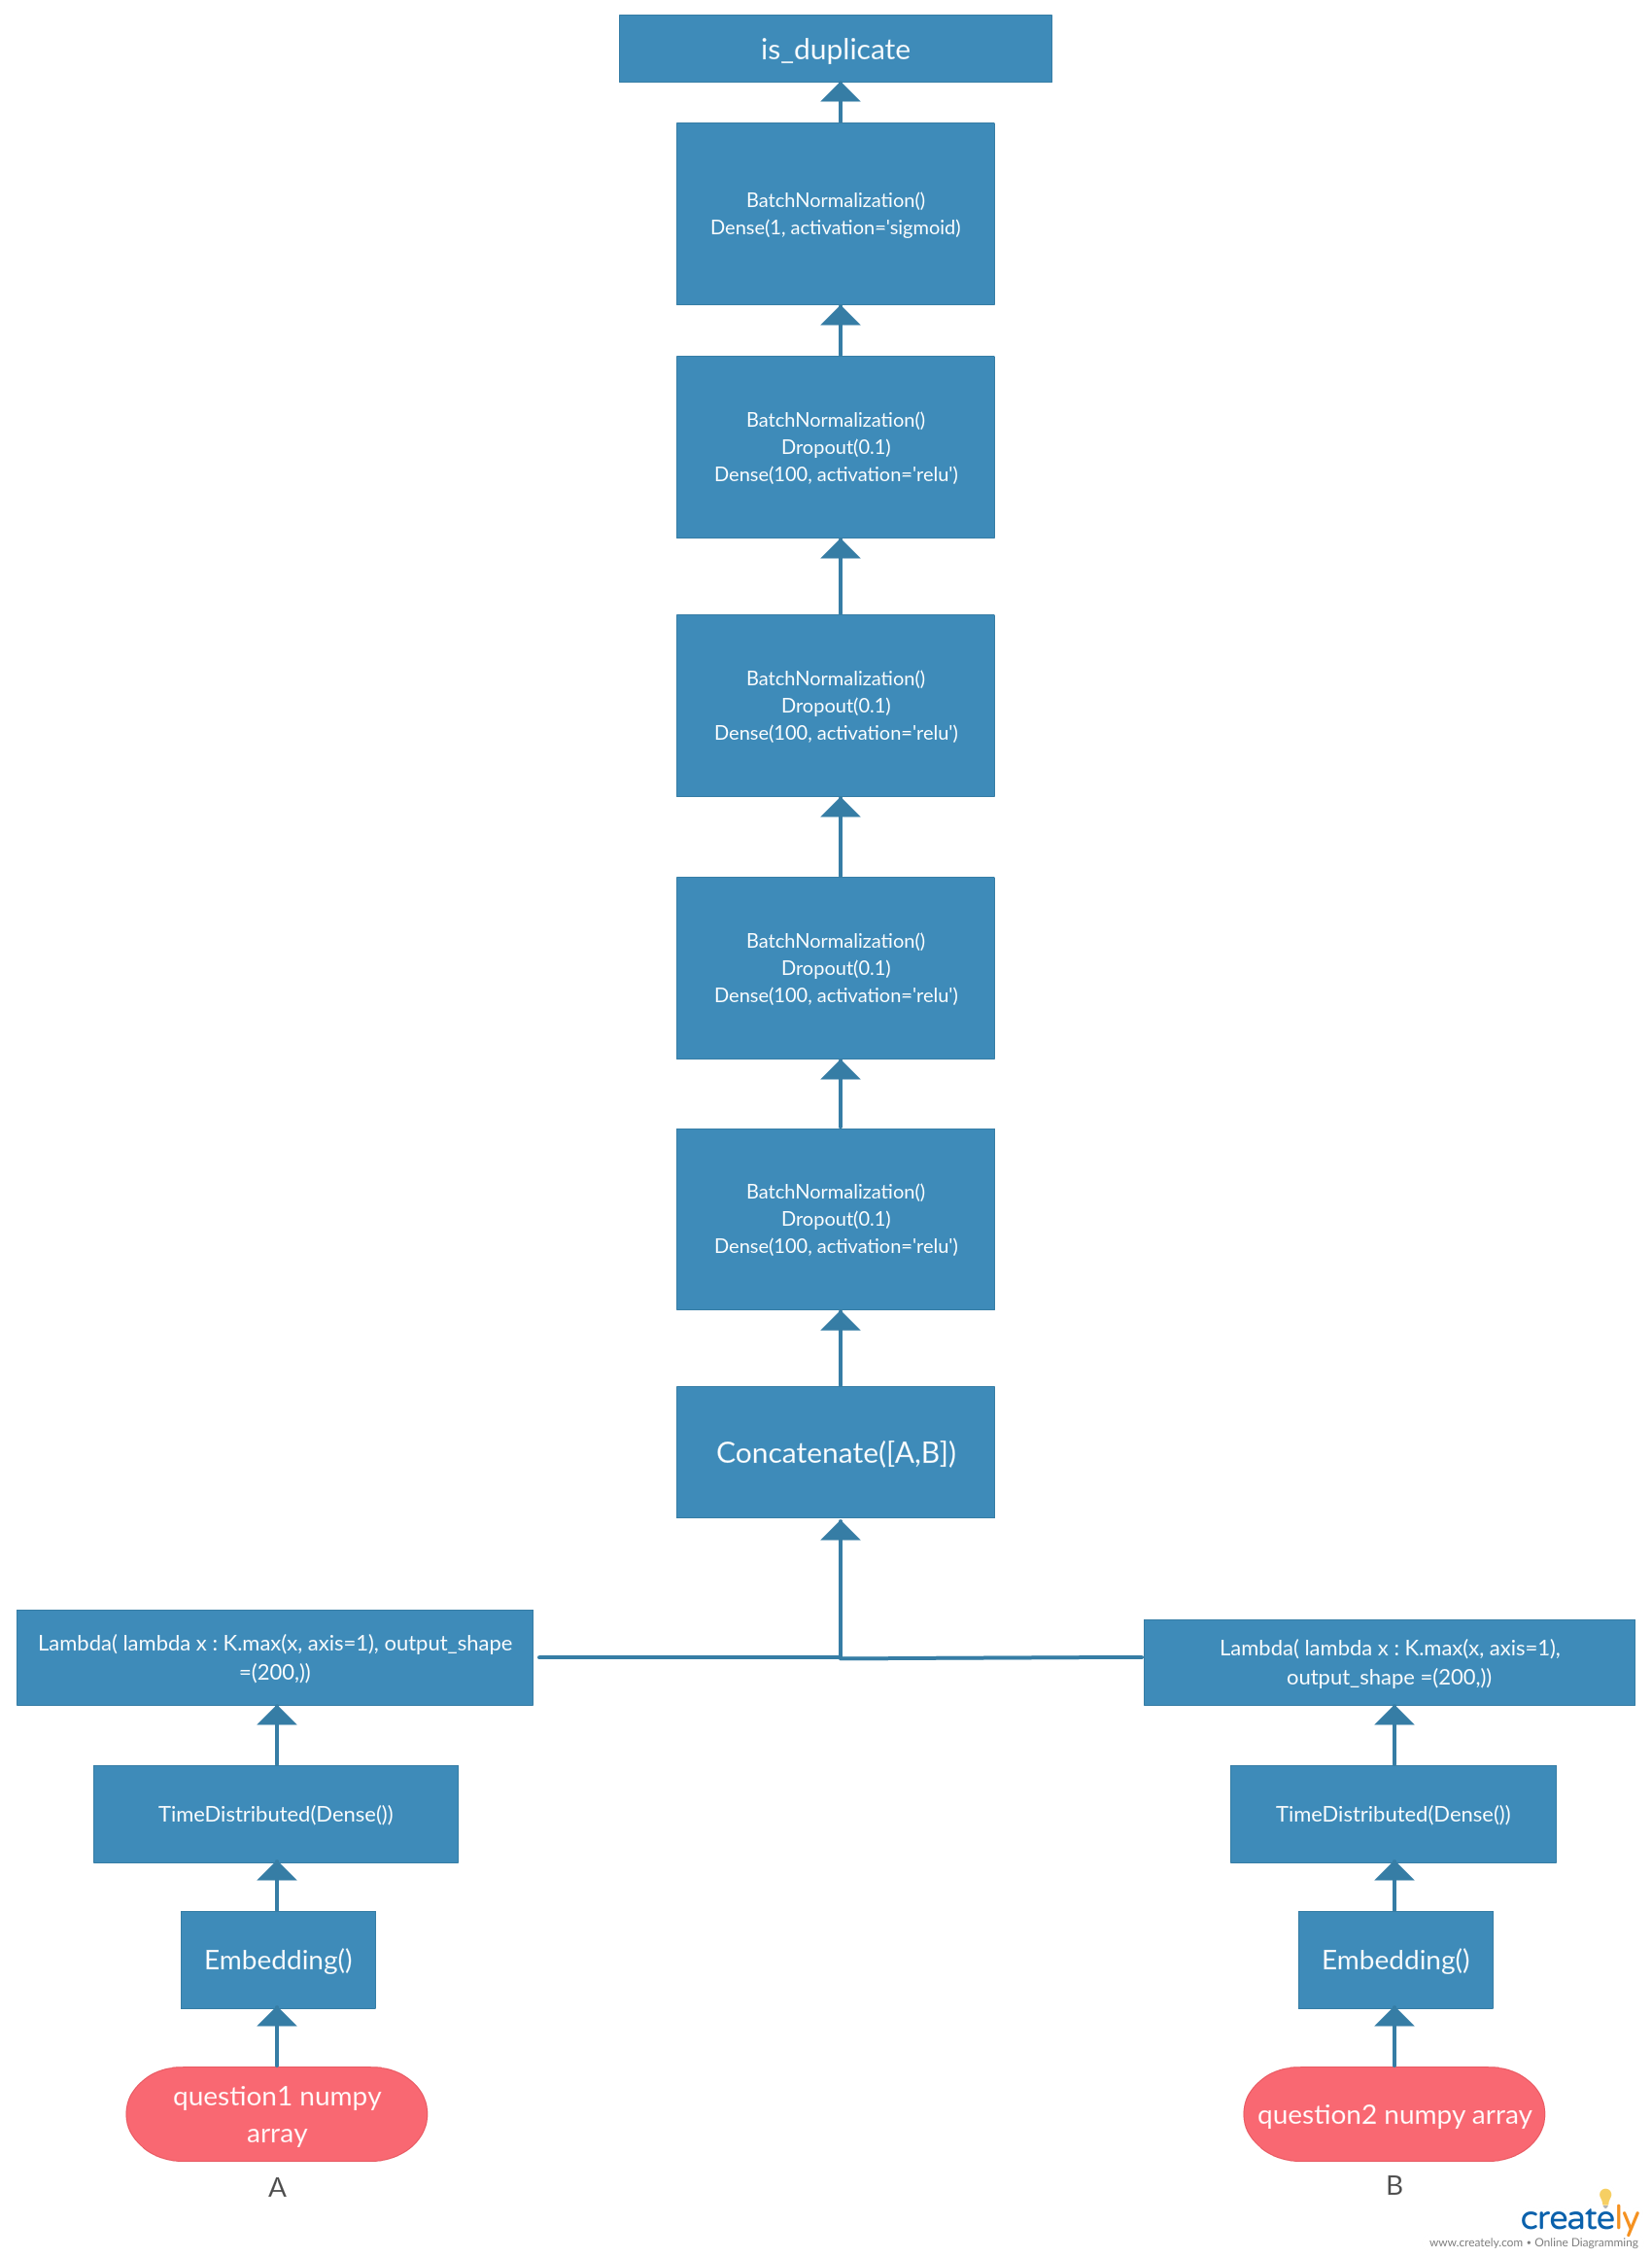 is_duplicate
BatchNormalization()
Dense(1, activation='sigmoid)
BatchNormalization()
Dropout(0.1)
Dense(100, activation='relu')
BatchNormalization()
Dropout(0.1)
Dense(100, activation='relu')
BatchNormalization()
Dropout(0.1)
Dense(100, activation='relu')
BatchNormalization()
Dropout(0.1)
Dense(100, activation='relu')
Concatenate([A,B])
Lambda( lambda x : K.max(x, axis=1), output_shape
=(200,))
Lambda( lambda x : K.max(x, axis=1),
output_shape =(200,))
TimeDistributed(Dense())
TimeDistributed(Dense())
Embedding()
Embedding()
question1 numpy
array
question2 numpy array
A
B
creately
www.creately.com • Online Diagramming